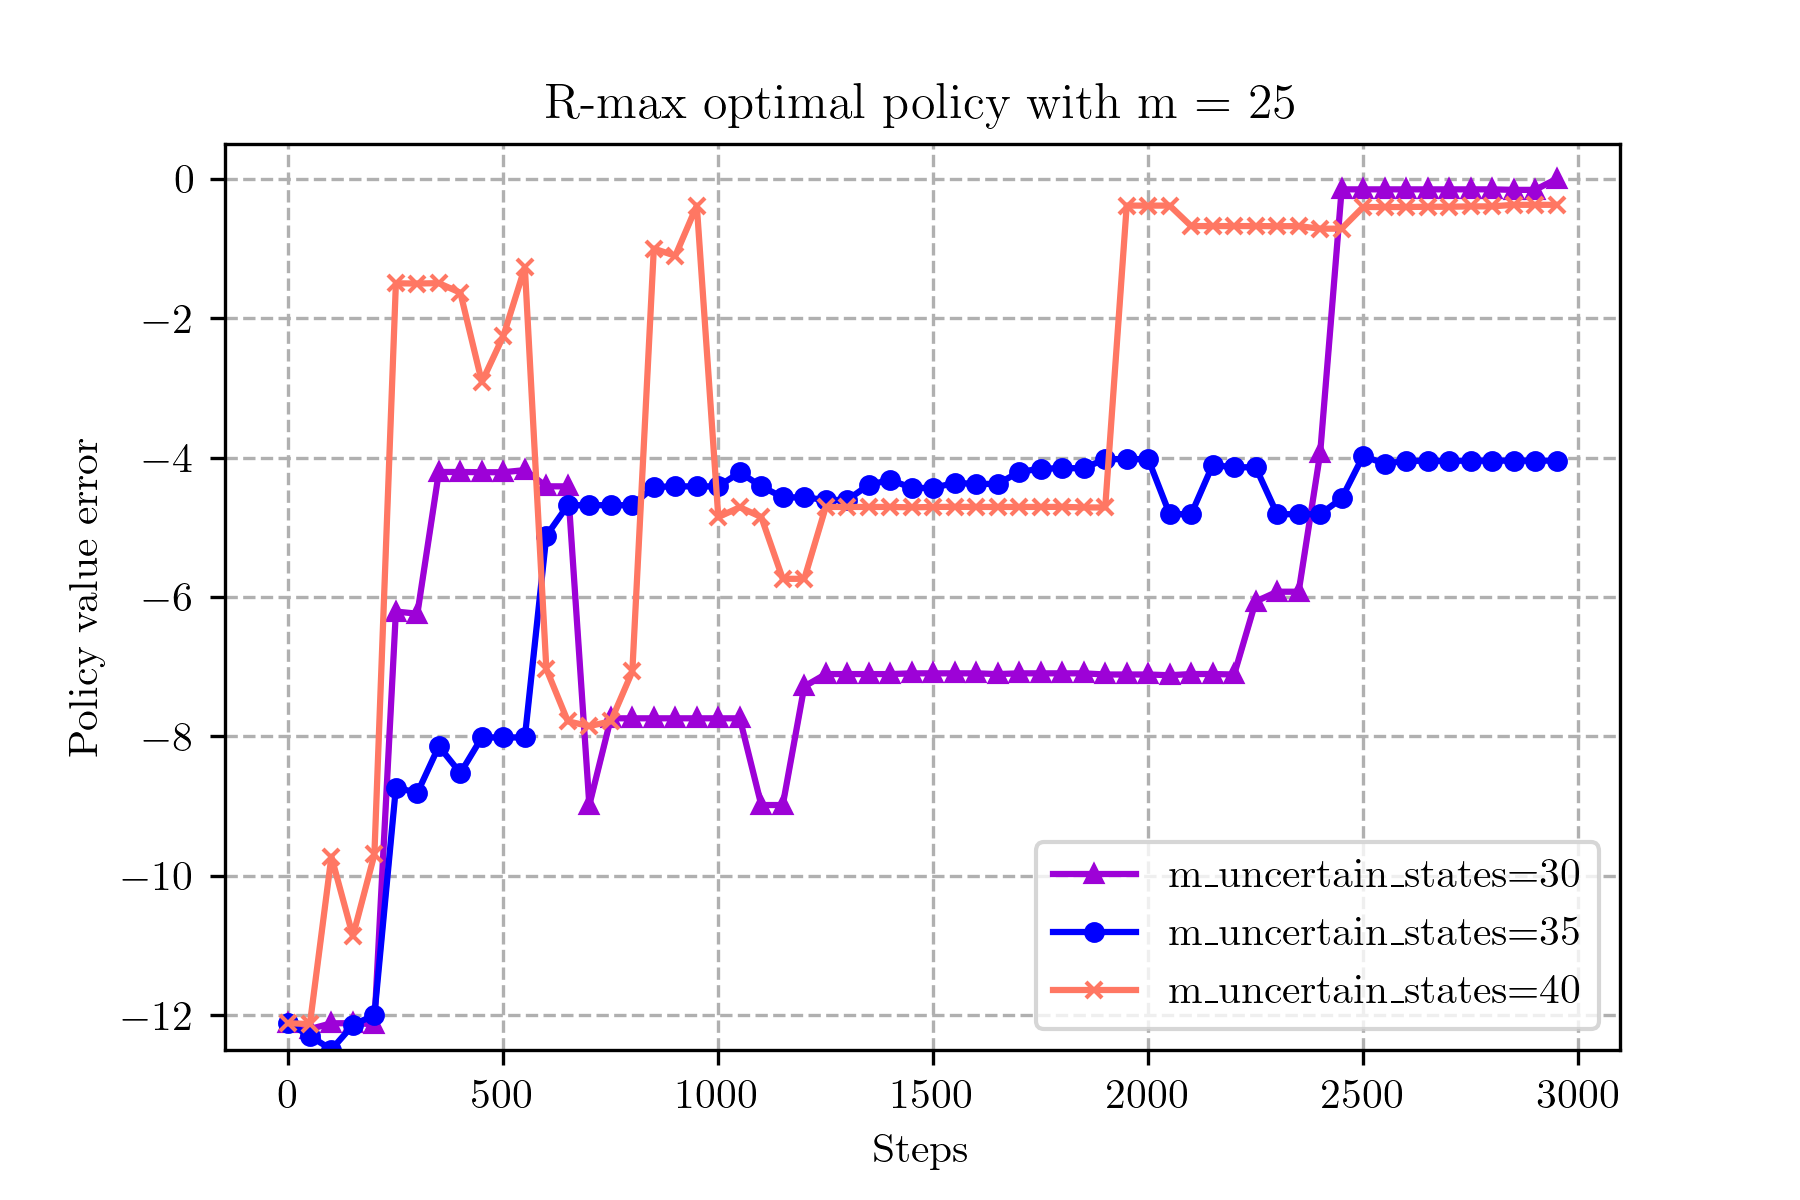 R-max optimal policy with m = 25
Policy value error
0
−2
−4
−6
−8
−10
−12
m_uncertain_states=30
m_uncertain_states=35
m_uncertain_states=40
0 500 1000 1500 2000 2500 3000
Steps